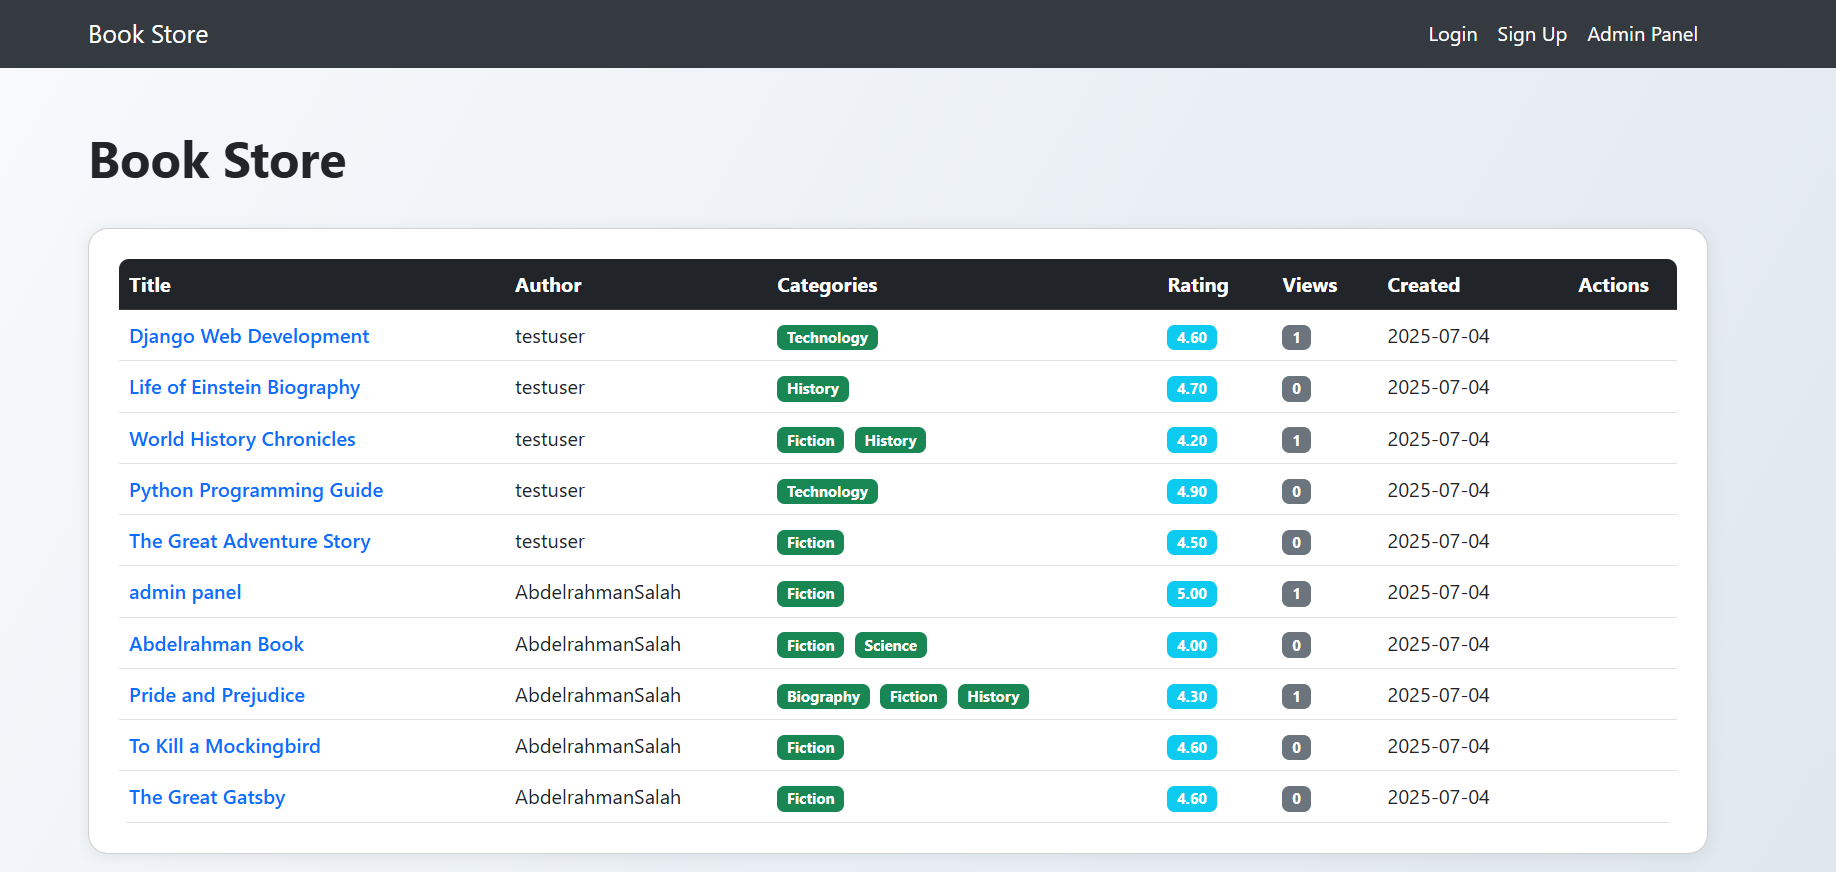 Book Store Login Sign Up Admin Panel
Book Store
Title Author Categories Rating Views Created Actions
Django Web Development testuser Technology 4.60 1 2025-07-04
Life of Einstein Biography testuser History 4.70 0 2025-07-04
World History Chronicles testuser Fiction History 4.20 1 2025-07-04
Python Programming Guide testuser Technology 4.90 0 2025-07-04
The Great Adventure Story testuser Fiction 4.50 0 2025-07-04
admin panel AbdelrahmanSalah Fiction 5.00 1 2025-07-04
Abdelrahman Book AbdelrahmanSalah Fiction Science 4.00 0 2025-07-04
Pride and Prejudice AbdelrahmanSalah Biography Fiction History 4.30 1 2025-07-04
To Kill a Mockingbird AbdelrahmanSalah Fiction 4.60 0 2025-07-04
The Great Gatsby AbdelrahmanSalah Fiction 4.60 0 2025-07-04